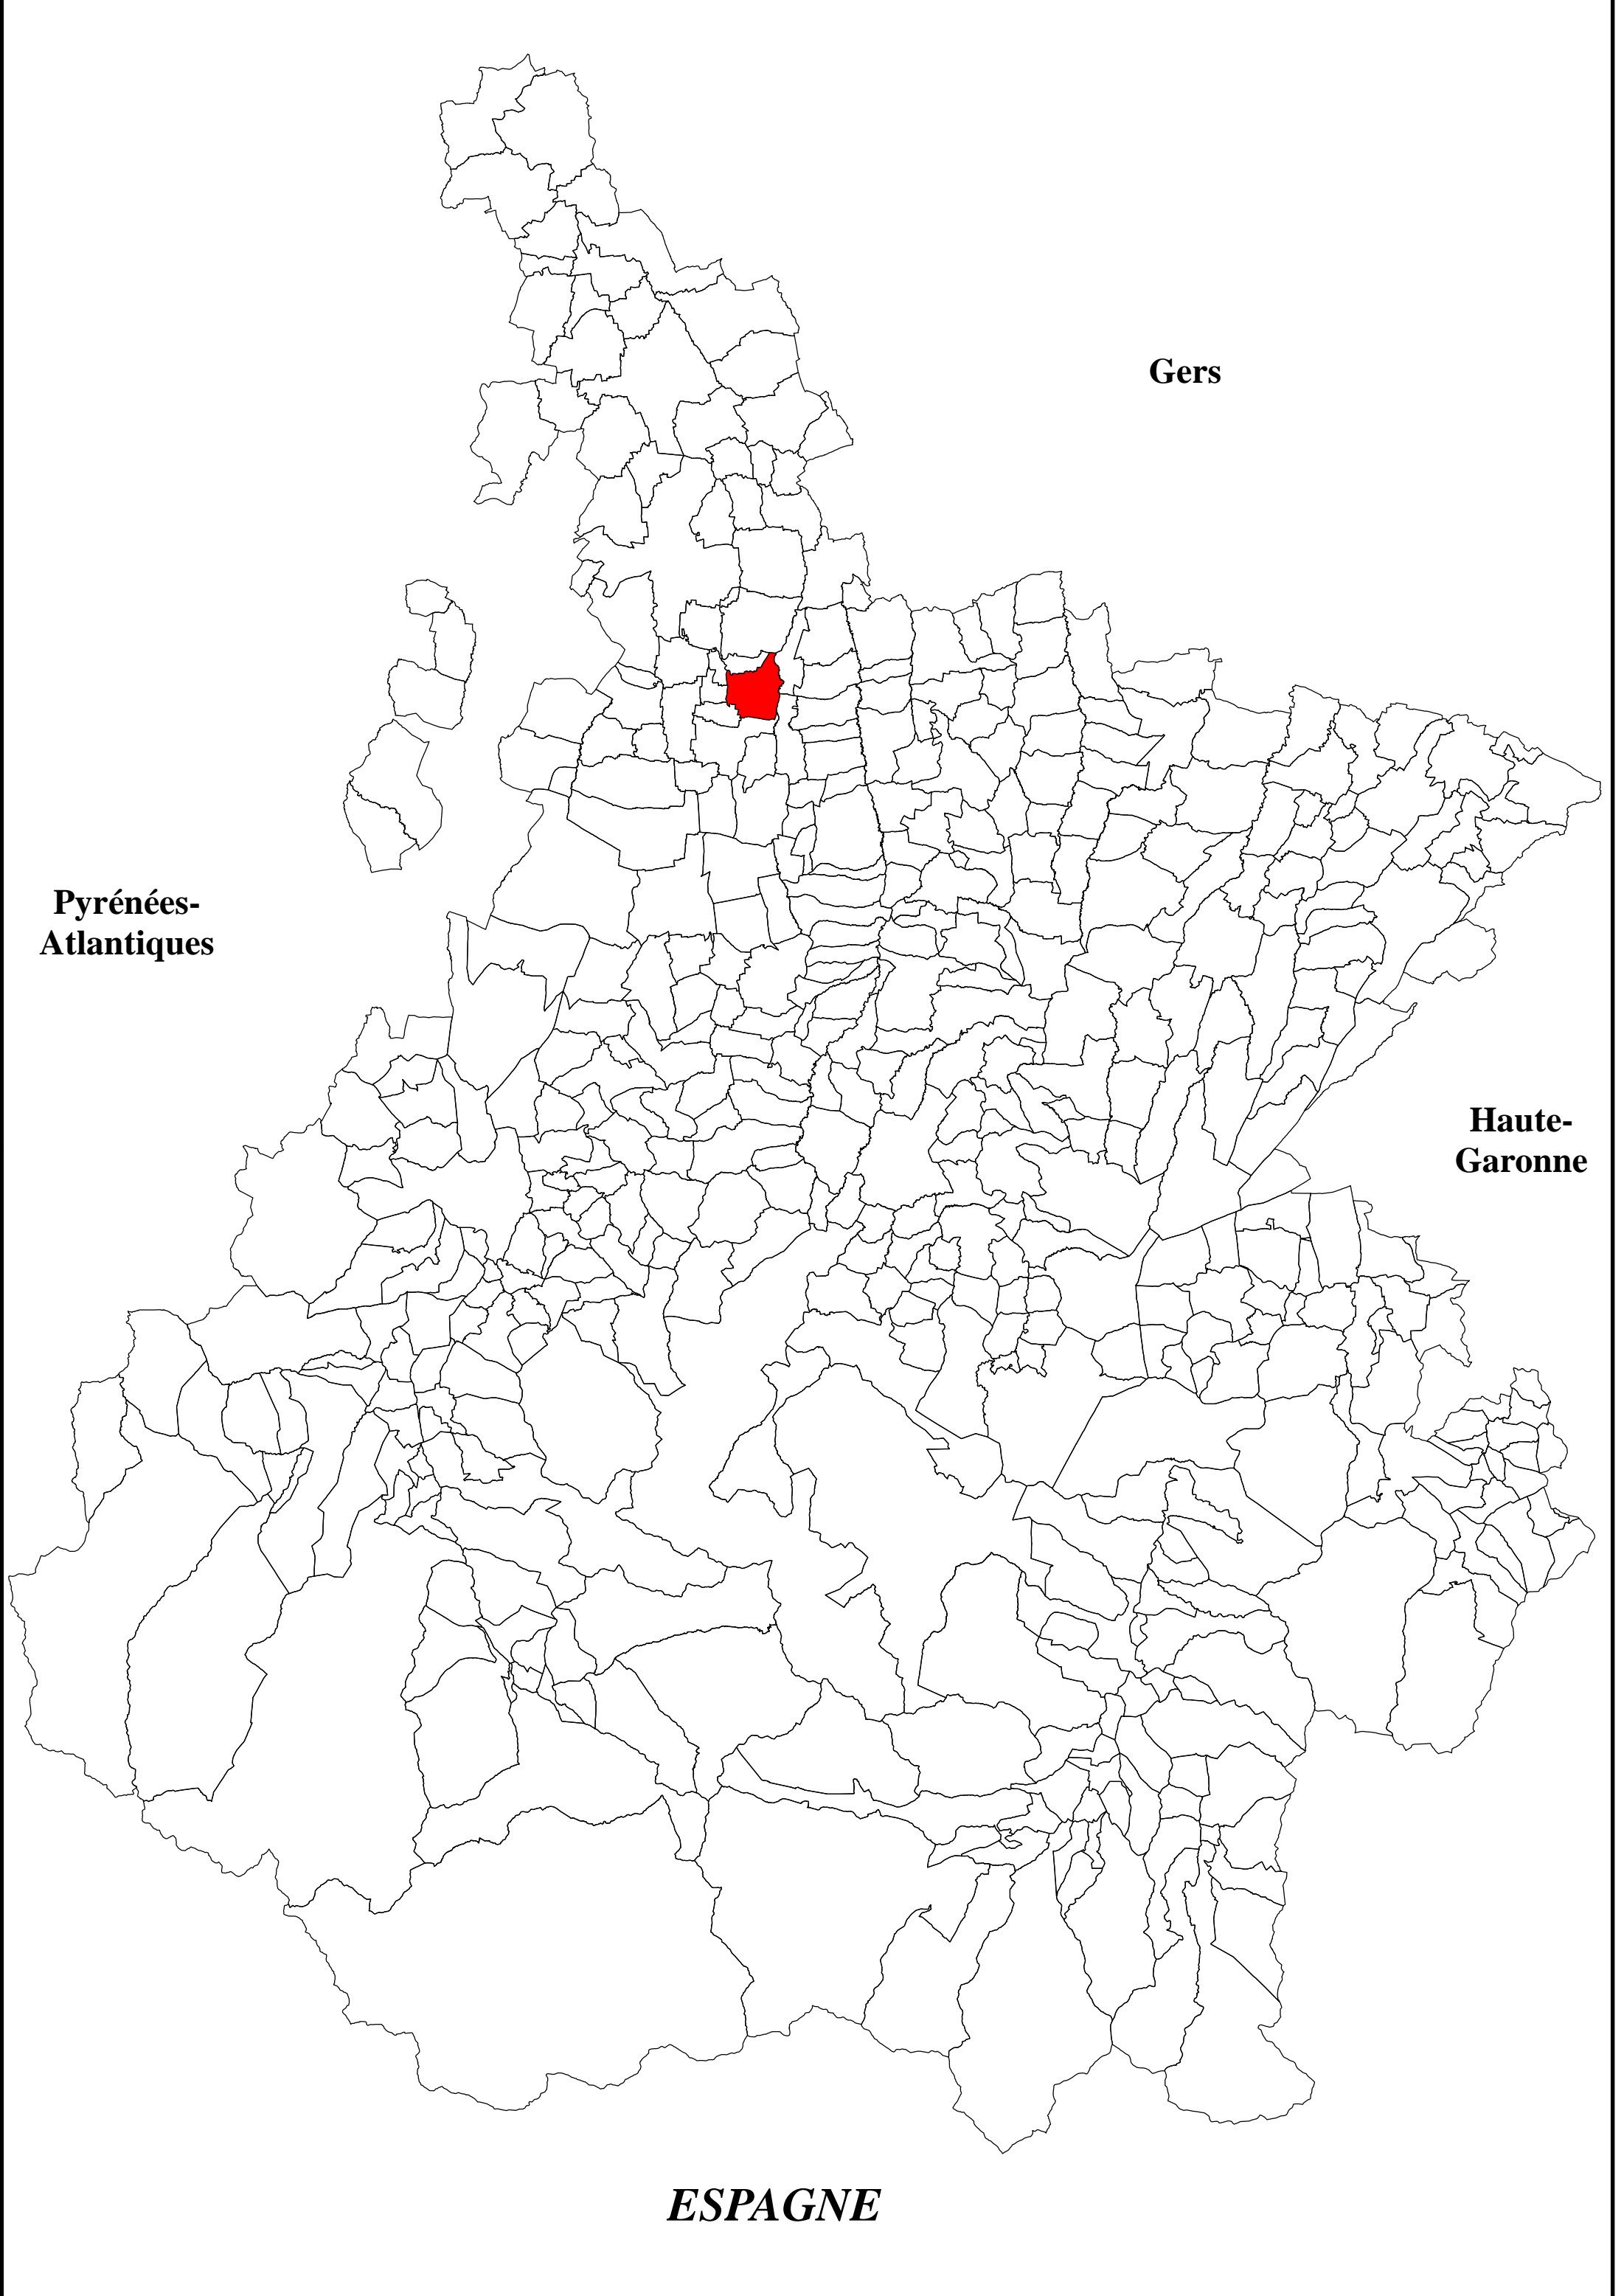 Gers
Pyrénées-
Atlantiques
Haute-
Garonne
ESPAGNE